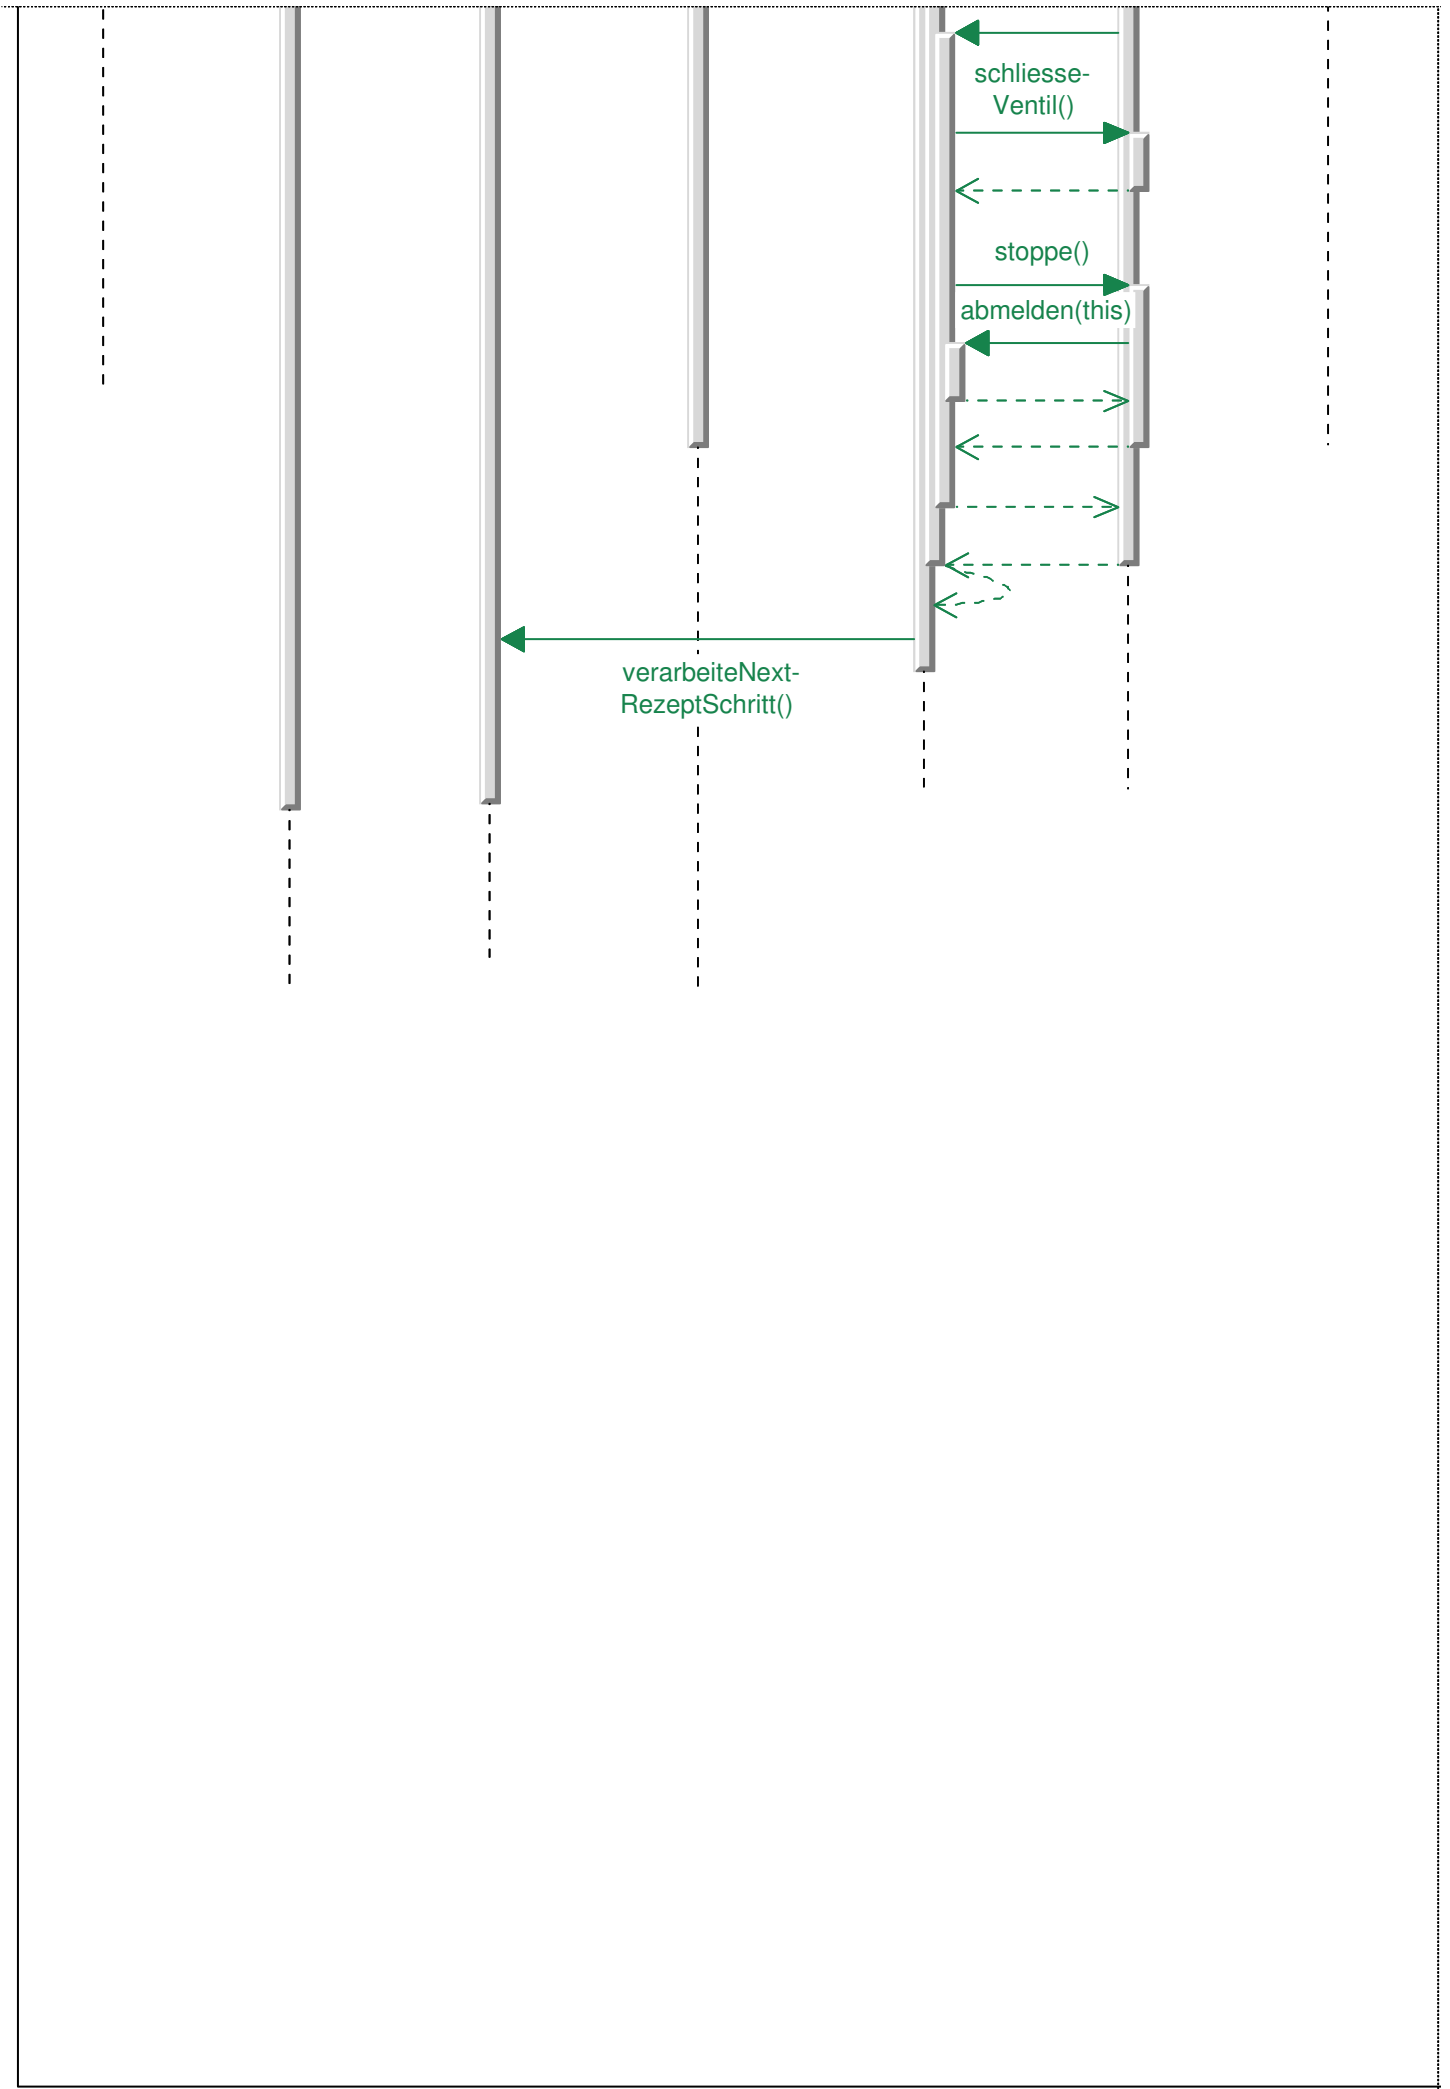 schliesse-
Ventil()
stoppe()
abmelden(this)
verarbeiteNext-
RezeptSchritt()